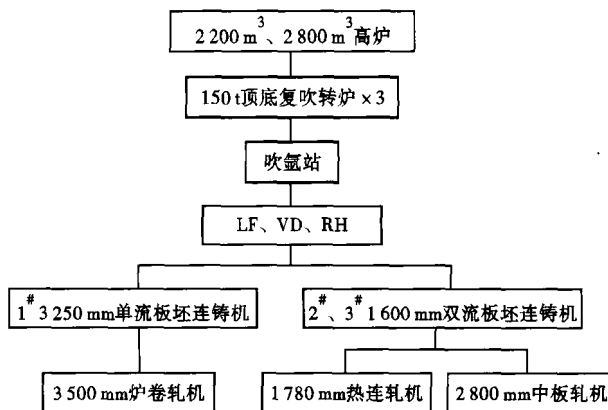 2 200 m³、2 800 m³高炉
150 t顶底复吹转炉×3
吹氩站
LF、VD、RH
1# 3 250 mm单流板坯连铸机
2#、3# 1 600 mm双流板坯连铸机
3 500 mm炉卷轧机
1 780 mm热连轧机
2 800 mm中板轧机